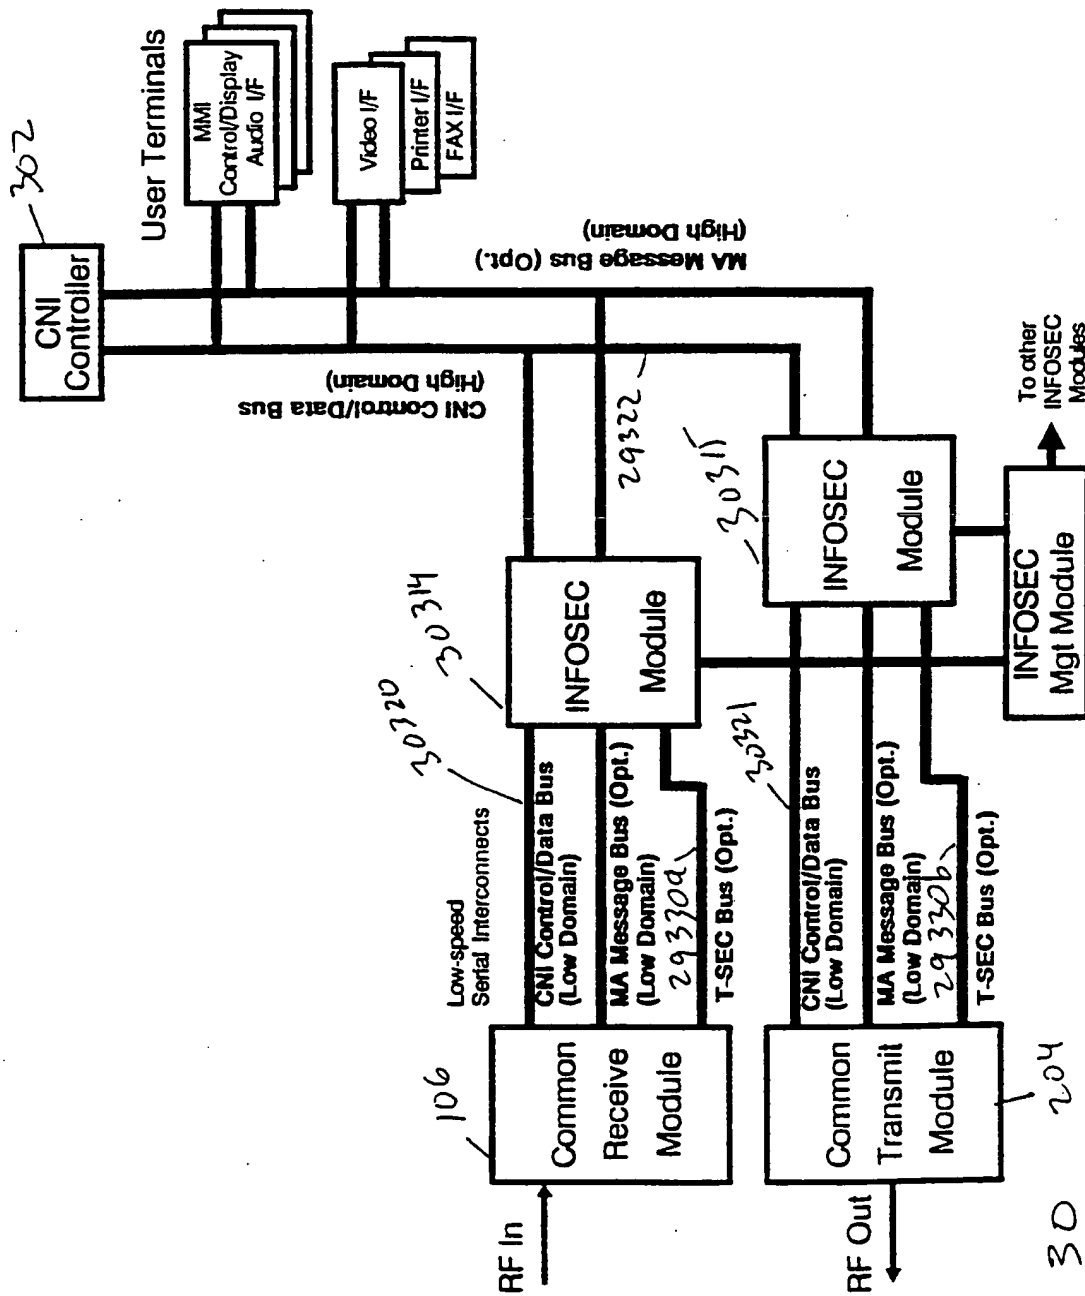 302
CNI
Controller
User Terminals
MMI
Control/Display
Audio I/F
Video I/F
Printer I/F
FAX I/F
CNI Control/Data Bus
(High Domain)
MA Message Bus (Opt.)
(High Domain)
29322
30314
INFOSEC
Module
30315
INFOSEC
Module
INFOSEC
Mgt Module
To other
INFOSEC
Modules
30320
Low-speed
Serial Interconnects
CNI Control/Data Bus
(Low Domain)
MA Message Bus (Opt.)
(Low Domain)
29330a
T-SEC Bus (Opt.)
30321
CNI Control/Data Bus
(Low Domain)
MA Message Bus (Opt.)
(Low Domain)
29330b
T-SEC Bus (Opt.)
106
Common
Receive
Module
RF In
Common
Transmit
Module
204
RF Out
30